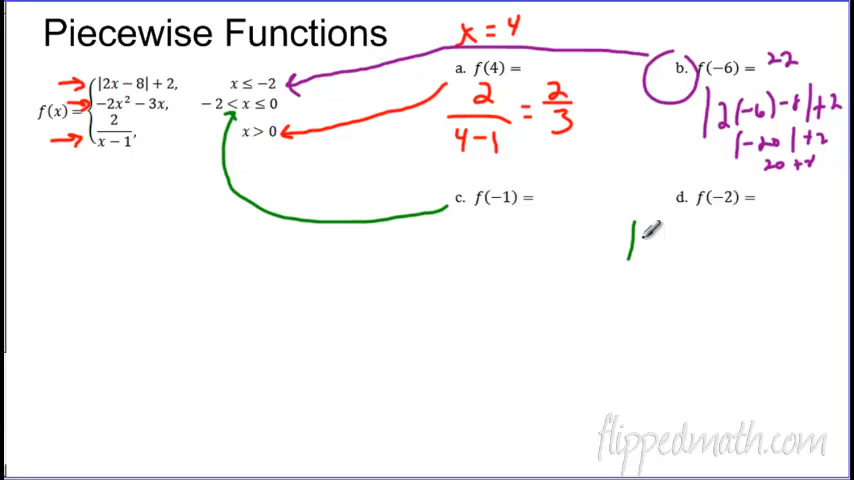 Piecewise Functions
x = 4
f(x) = { |2x − 8| + 2, x ≤ −2
−2x² − 3x, − 2 < x ≤ 0
2/(x − 1), x > 0
a. f(4) =
2/(4-1) = 2/3
b. f(−6) = 22
|2(-6)-8|+2
|-20|+2
20+2
c. f(−1) =
d. f(−2) =
|
flippedmath.com